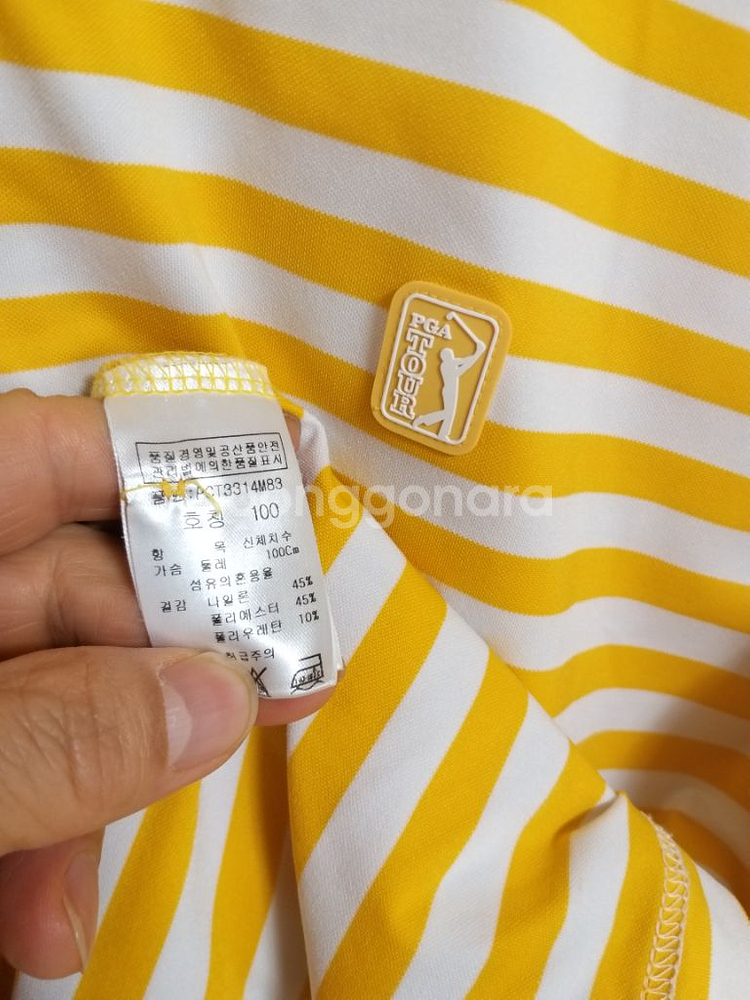 PGA
TOUR
품질경영및공산품안전
관리법에의한품질표시
PCT3314M83
호칭 100
항 목 신체치수
가슴 둘레 100Cm
섬유의혼용율
겉감 나일론 45%
폴리에스터 45%
폴리우레탄 10%
취급주의